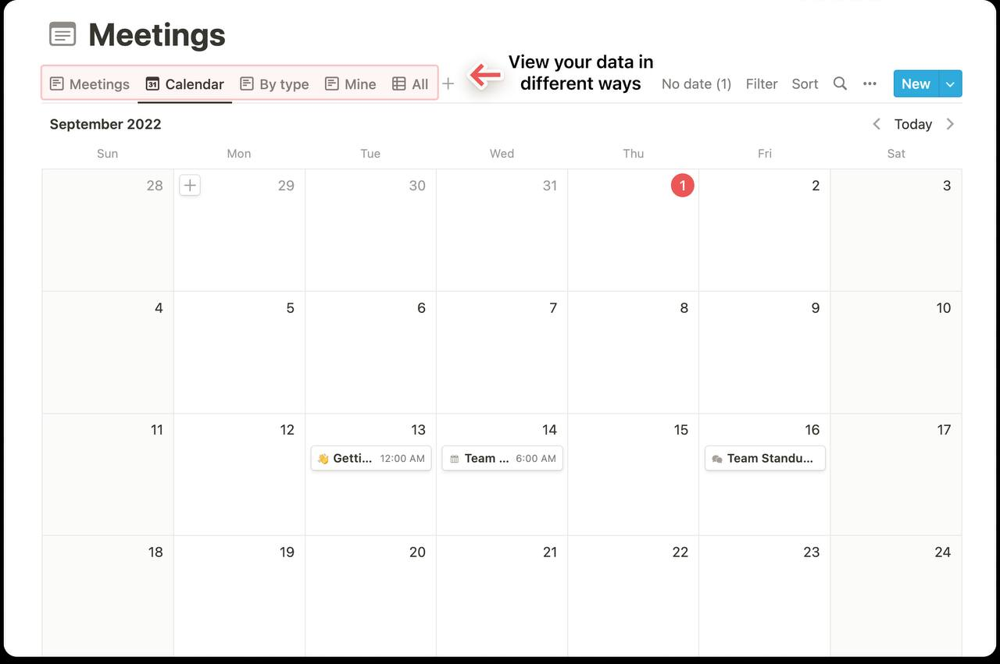 Meetings
View your data in
different ways
Meetings 31 Calendar By type Mine All No date (1) Filter Sort ••• New
September 2022 Today
Sun Mon Tue Wed Thu Fri Sat
28 29 30 31 1 2 3
4 5 6 7 8 9 10
11 12 13 14 15 16 17
👋 Getti... 12:00 AM Team ... 6:00 AM Team Standu...
18 19 20 21 22 23 24